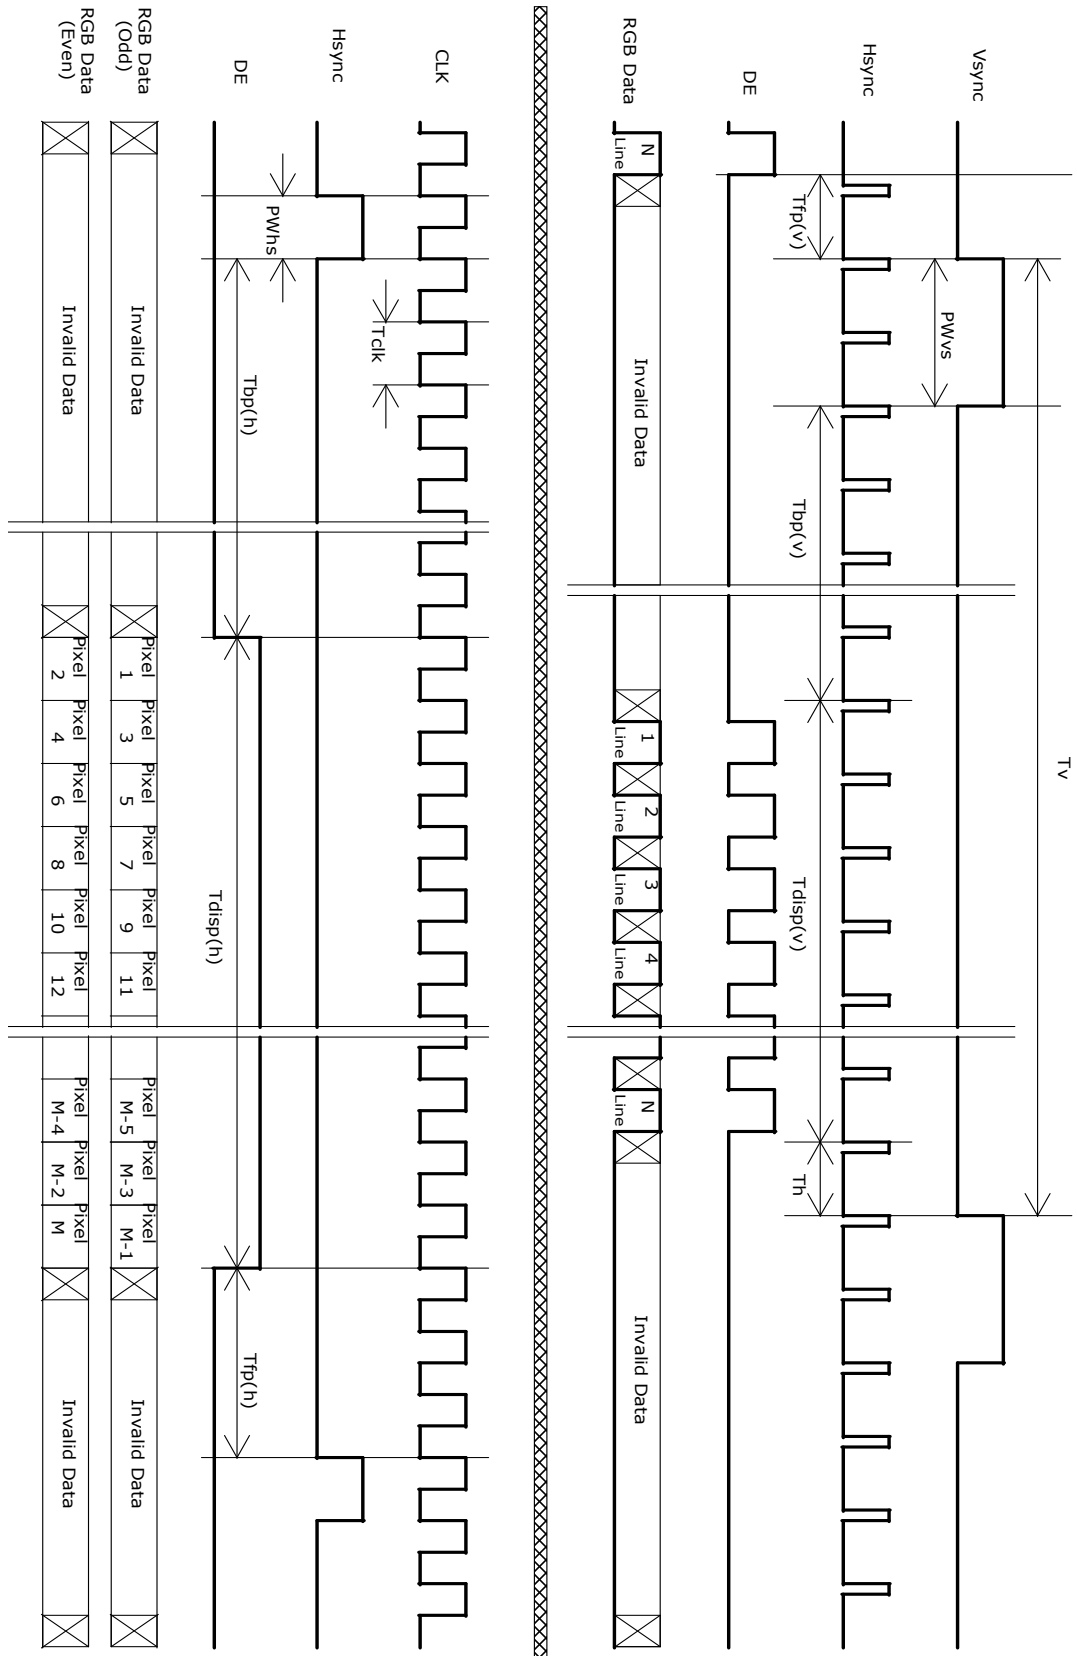 Tv
Vsync
PWvs
Hsync
Tfp(v)
Tbp(v)
Tdisp(v)
Th
DE
RGB Data
N
Line
Invalid Data
1
Line
2
Line
3
Line
4
Line
N
Line
Invalid Data
CLK
Tclk
Hsync
PWhs
DE
Tbp(h)
Tdisp(h)
Tfp(h)
RGB Data
(Odd)
Invalid Data
Pixel
1
Pixel
3
Pixel
5
Pixel
7
Pixel
9
Pixel
11
Pixel
M-5
Pixel
M-3
Pixel
M-1
Invalid Data
RGB Data
(Even)
Invalid Data
Pixel
2
Pixel
4
Pixel
6
Pixel
8
Pixel
10
Pixel
12
Pixel
M-4
Pixel
M-2
Pixel
M
Invalid Data